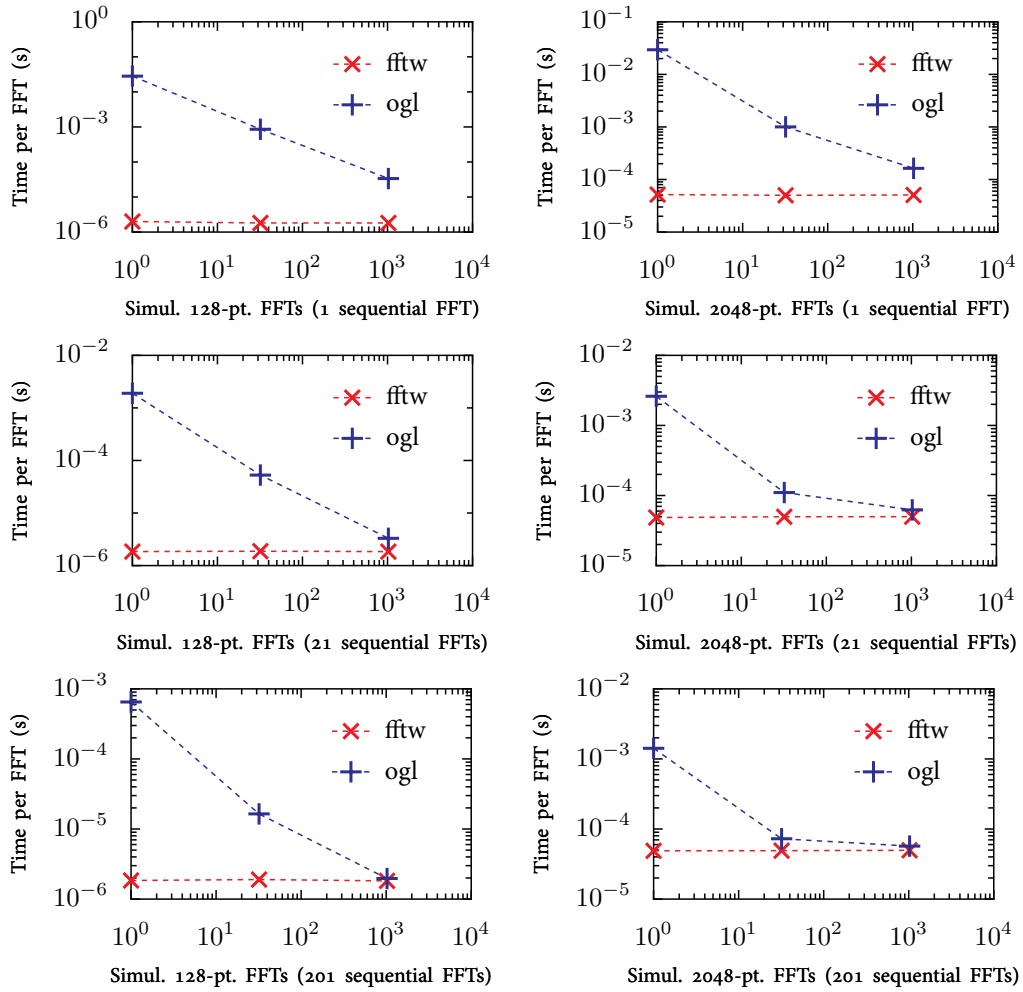 Time per FFT (s)
10^0
10^-3
10^-6
fftw
ogl
10^0 10^1 10^2 10^3 10^4
Simul. 128-pt. FFTs (1 sequential FFT)
Time per FFT (s)
10^-1
10^-2
10^-3
10^-4
10^-5
fftw
ogl
10^0 10^1 10^2 10^3 10^4
Simul. 2048-pt. FFTs (1 sequential FFT)
Time per FFT (s)
10^-2
10^-4
10^-6
fftw
ogl
10^0 10^1 10^2 10^3 10^4
Simul. 128-pt. FFTs (21 sequential FFTs)
Time per FFT (s)
10^-2
10^-3
10^-4
10^-5
fftw
ogl
10^0 10^1 10^2 10^3 10^4
Simul. 2048-pt. FFTs (21 sequential FFTs)
Time per FFT (s)
10^-3
10^-4
10^-5
10^-6
fftw
ogl
10^0 10^1 10^2 10^3 10^4
Simul. 128-pt. FFTs (201 sequential FFTs)
Time per FFT (s)
10^-2
10^-3
10^-4
10^-5
fftw
ogl
10^0 10^1 10^2 10^3 10^4
Simul. 2048-pt. FFTs (201 sequential FFTs)